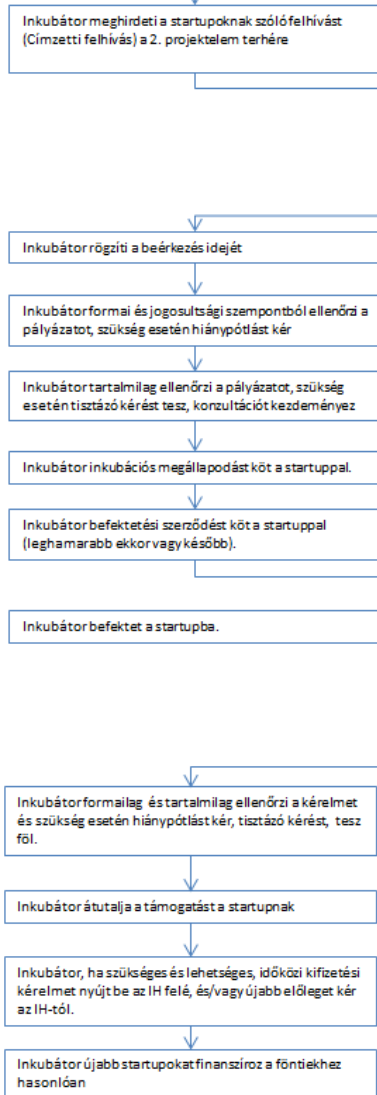 Inkubátor meghirdeti a startupoknak szóló felhívást
(Címzetti felhívás) a 2. projektelem terhére
Inkubátor rögzíti a beérkezés idejét
Inkubátor formai és jogosultsági szempontból ellenőrzi a
pályázatot, szükség esetén hiánypótlást kér
Inkubátor tartalmilag ellenőrzi a pályázatot, szükség
esetén tisztázó kérést tesz, konzultációt kezdeményez
Inkubátor inkubációs megállapodást köt a startuppal.
Inkubátor befektetési szerződést köt a startuppal
(leghamarabb ekkor vagy később).
Inkubátor befektet a startupba.
Inkubátor formailag és tartalmilag ellenőrzi a kérelmet
és szükség esetén hiánypótlást kér, tisztázó kérést, tesz
föl.
Inkubátor átutalja a támogatást a startupnak
Inkubátor, ha szükséges és lehetséges, időközi kifizetési
kérelmet nyújt be az IH felé, és/vagy újabb előleget kér
az IH-tól.
Inkubátor újabb startupokat finanszíroz a föntiekhez
hasonlóan